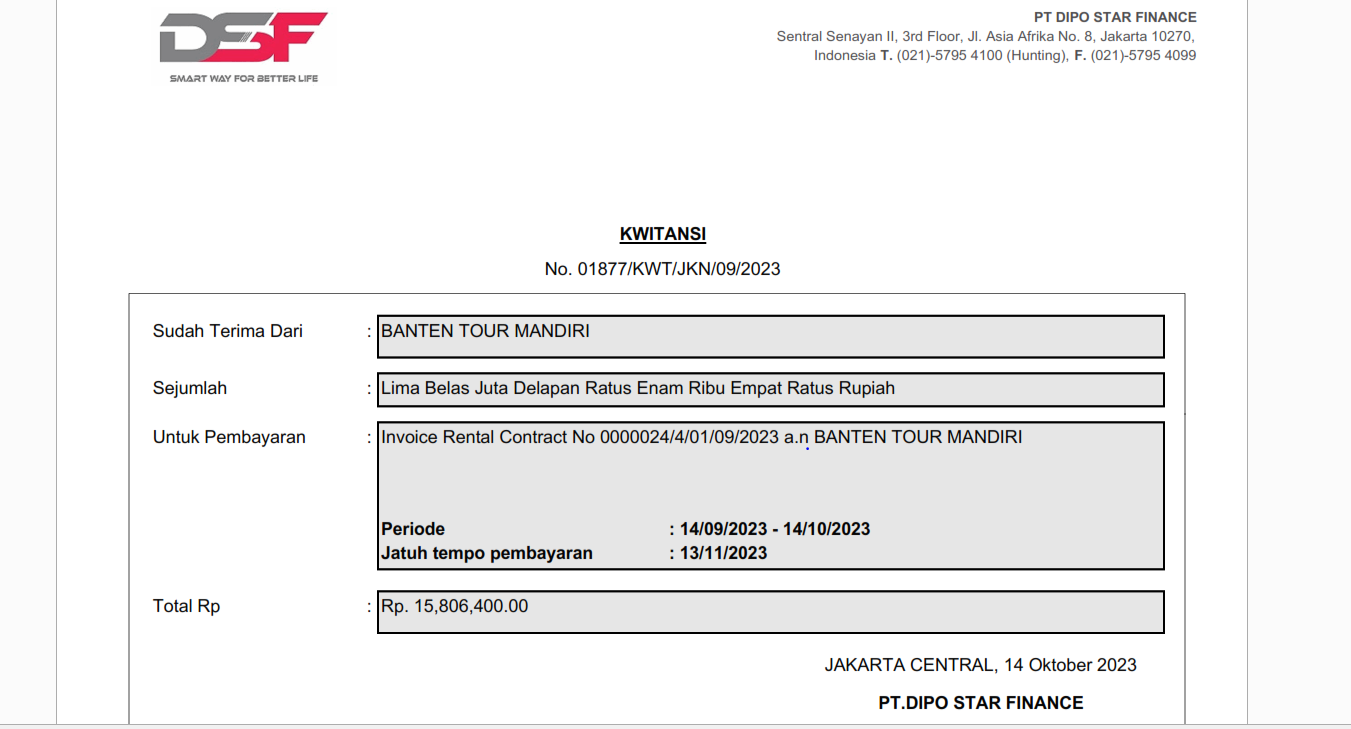 DSF
SMART WAY FOR BETTER LIFE
PT DIPO STAR FINANCE
Sentral Senayan II, 3rd Floor, Jl. Asia Afrika No. 8, Jakarta 10270,
Indonesia T. (021)-5795 4100 (Hunting), F. (021)-5795 4099
KWITANSI
No. 01877/KWT/JKN/09/2023
Sudah Terima Dari : BANTEN TOUR MANDIRI
Sejumlah : Lima Belas Juta Delapan Ratus Enam Ribu Empat Ratus Rupiah
Untuk Pembayaran : Invoice Rental Contract No 0000024/4/01/09/2023 a.n BANTEN TOUR MANDIRI
Periode : 14/09/2023 - 14/10/2023
Jatuh tempo pembayaran : 13/11/2023
Total Rp : Rp. 15,806,400.00
JAKARTA CENTRAL, 14 Oktober 2023
PT.DIPO STAR FINANCE